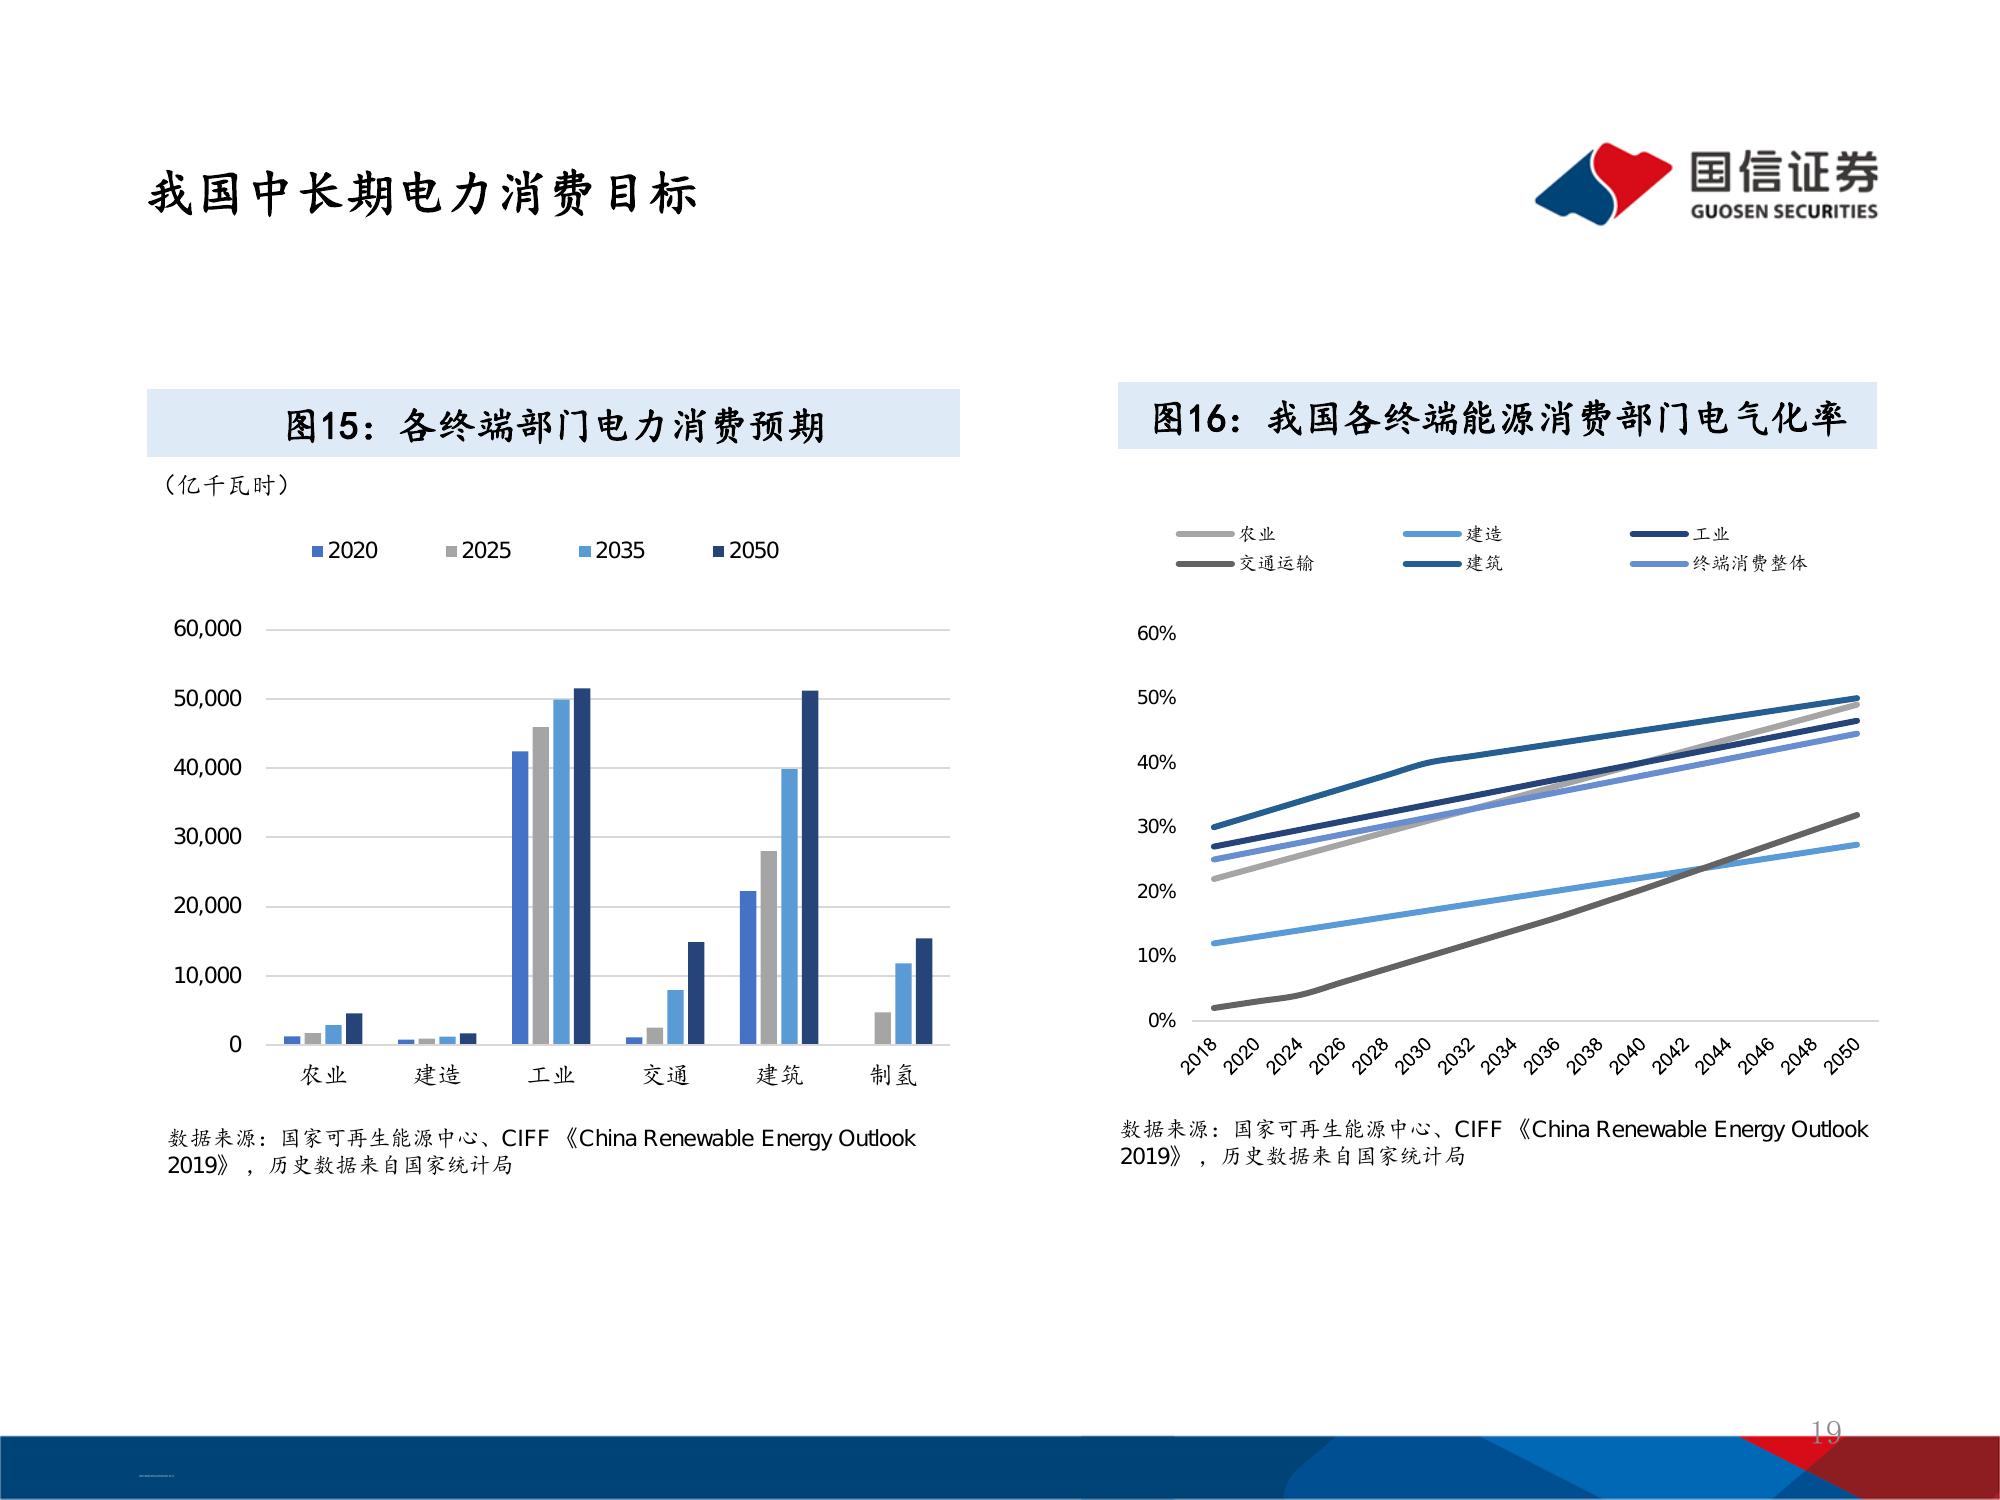 我国中长期电力消费目标
国信证券
GUOSEN SECURITIES
图15：各终端部门电力消费预期
（亿千瓦时）
2020 2025 2035 2050
60,000
50,000
40,000
30,000
20,000
10,000
0
农业 建造 工业 交通 建筑 制氢
数据来源：国家可再生能源中心、CIFF 《China Renewable Energy Outlook
2019》 ，历史数据来自国家统计局
图16：我国各终端能源消费部门电气化率
农业 建造 工业
交通运输 建筑 终端消费整体
60%
50%
40%
30%
20%
10%
0%
2018 2020 2024 2026 2028 2030 2032 2034 2036 2038 2040 2042 2044 2046 2048 2050
数据来源：国家可再生能源中心、CIFF 《China Renewable Energy Outlook
2019》 ，历史数据来自国家统计局
19